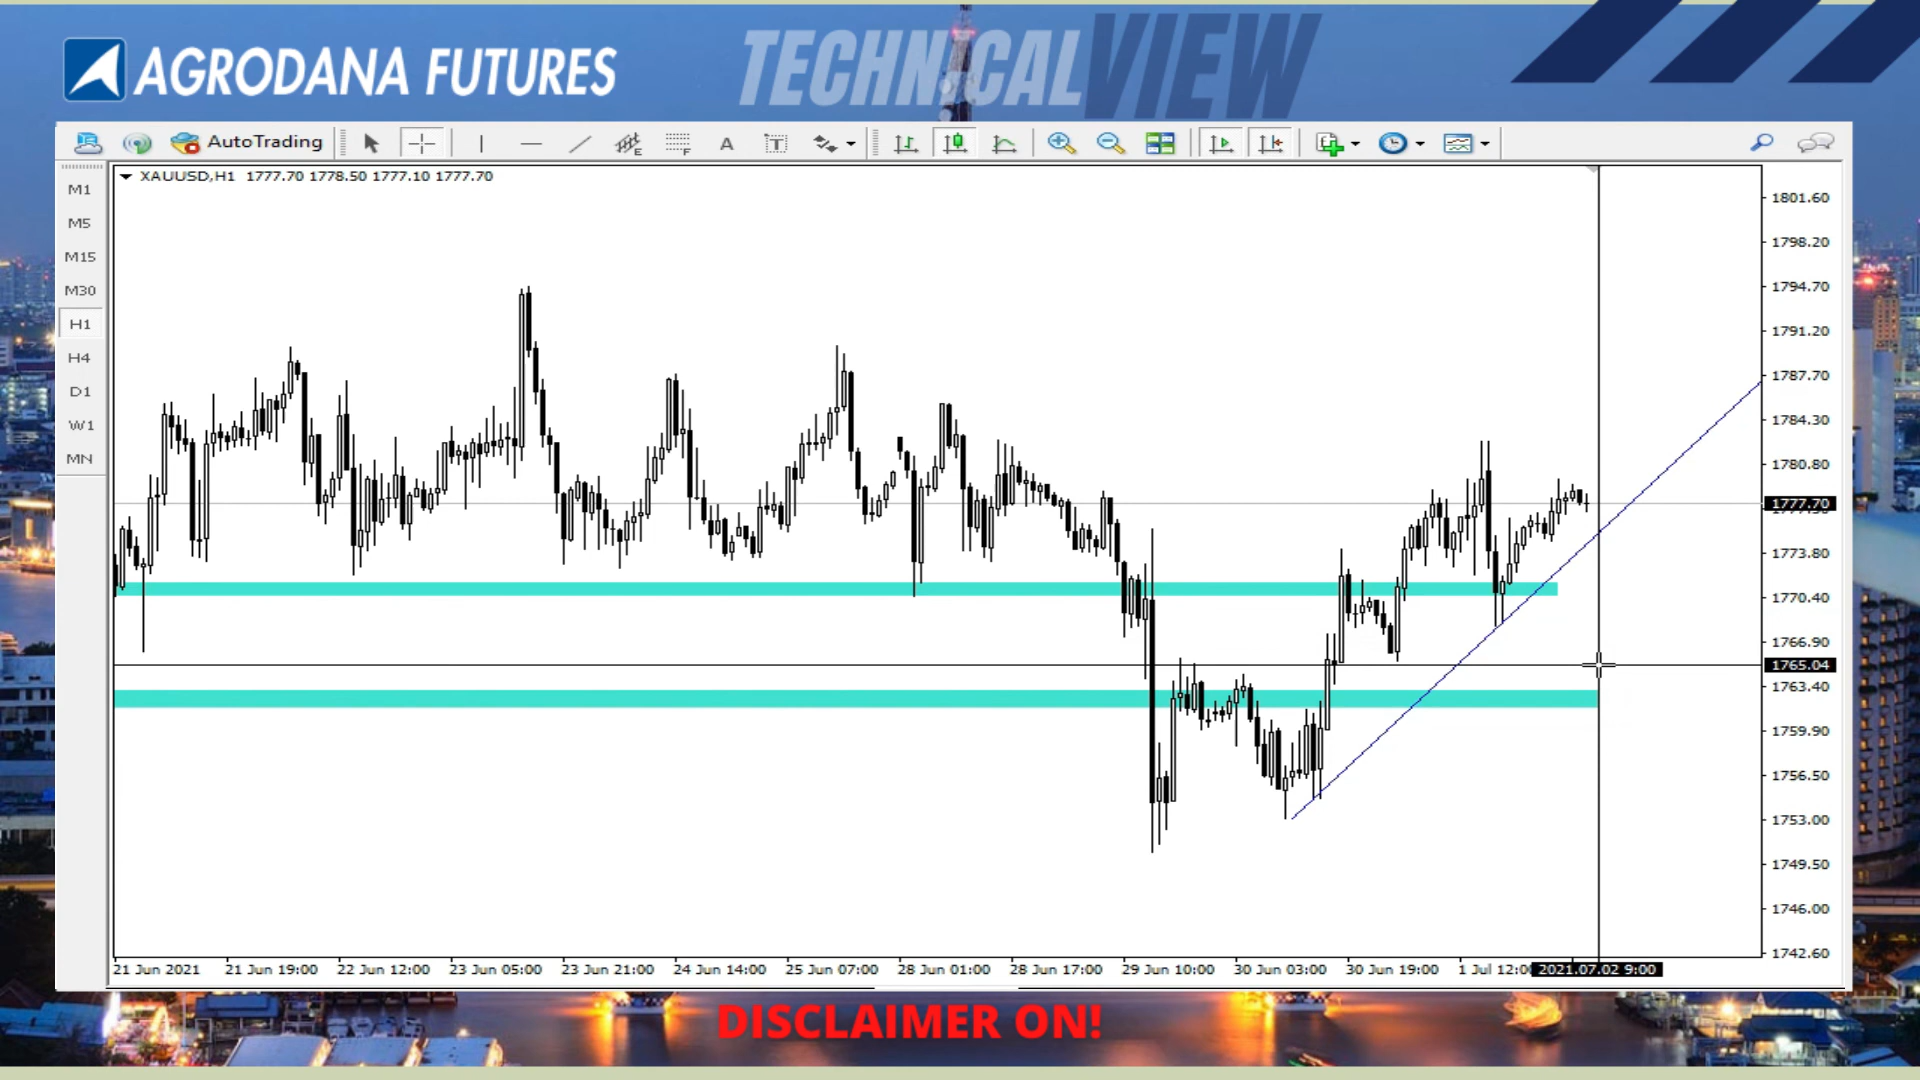 AGRODANA FUTURES
TECHNICAL VIEW
AutoTrading
A
T
E
F
XAUUSD,H1 1777.70 1778.50 1777.10 1777.70
M1
M5
M15
M30
H1
H4
D1
W1
MN
1801.60
1798.20
1794.70
1791.20
1787.70
1784.30
1780.80
1777.70
1773.80
1770.40
1766.90
1765.04
1763.40
1759.90
1756.50
1753.00
1749.50
1746.00
1742.60
21 Jun 2021 21 Jun 19:00 22 Jun 12:00 23 Jun 05:00 23 Jun 21:00 24 Jun 14:00 25 Jun 07:00 28 Jun 01:00 28 Jun 17:00 29 Jun 10:00 30 Jun 03:00 30 Jun 19:00 1 Jul 12:00 2021.07.02 9:00
DISCLAIMER ON!